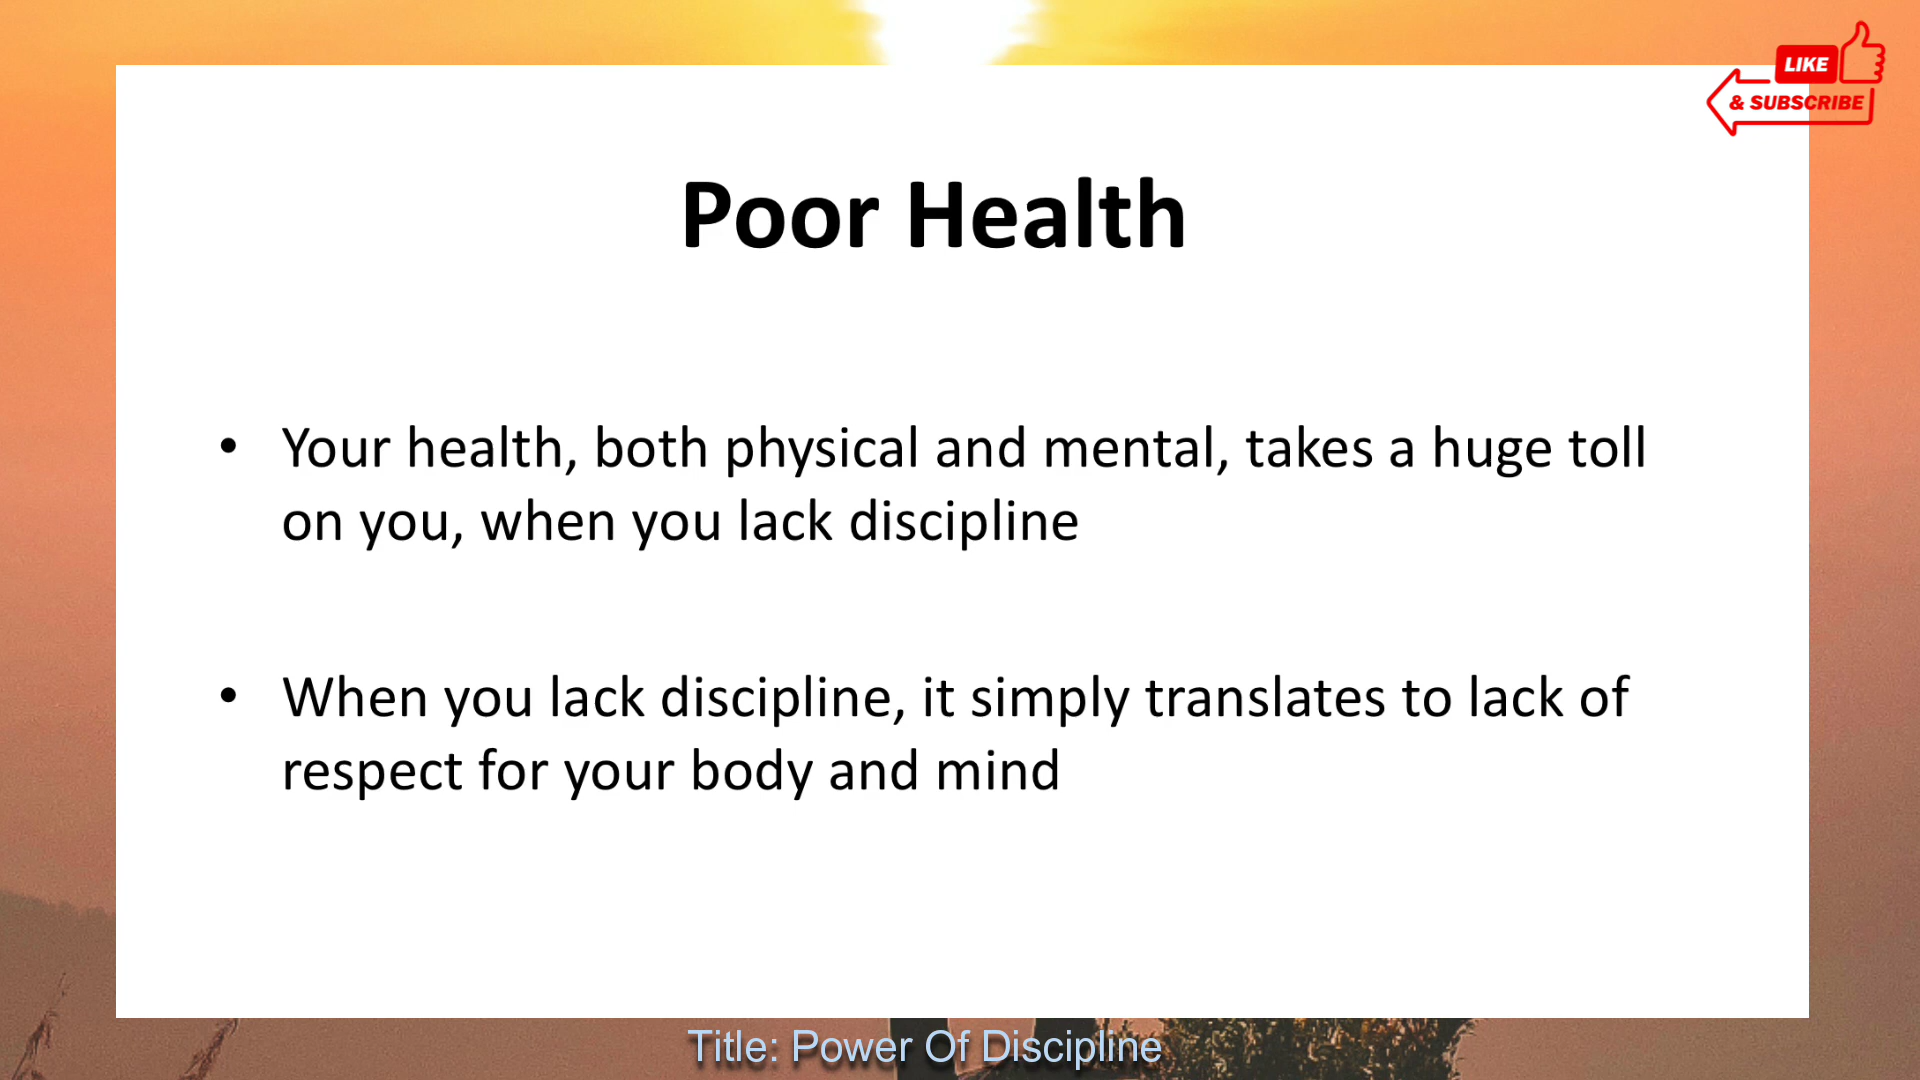 LIKE
& SUBSCRIBE
Poor Health
• Your health, both physical and mental, takes a huge toll
on you, when you lack discipline
• When you lack discipline, it simply translates to lack of
respect for your body and mind
Title: Power Of Discipline